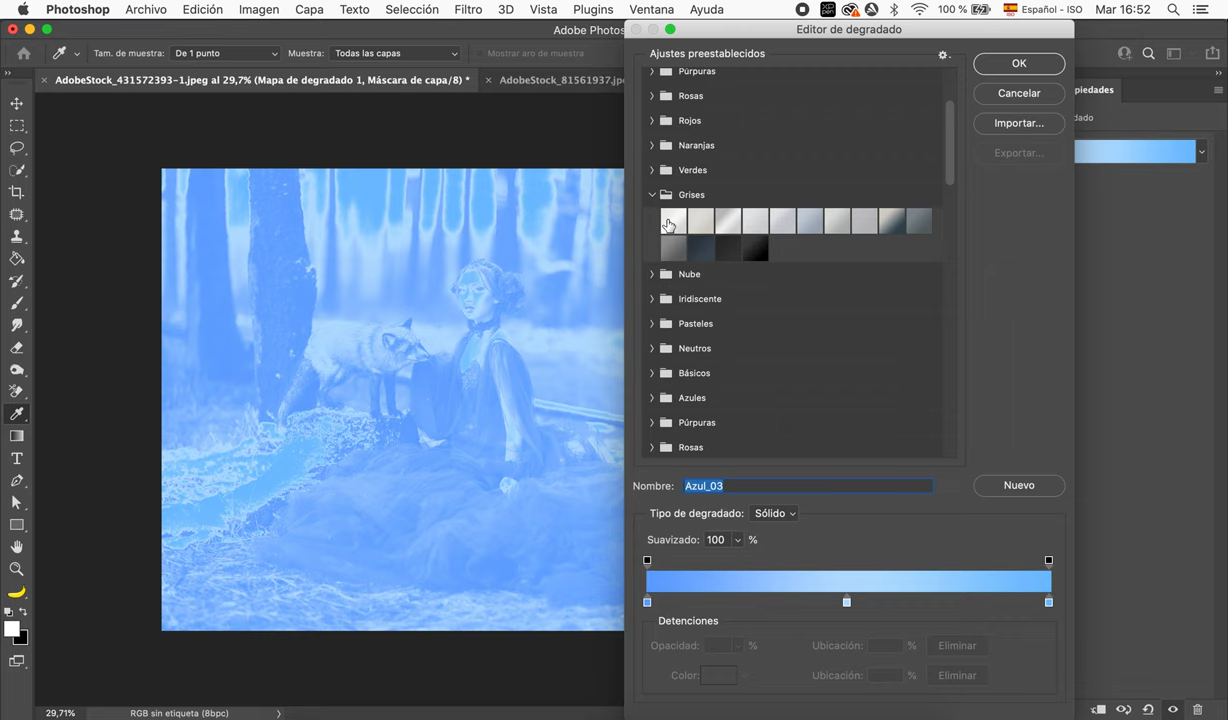 Photoshop Archivo Edición Imagen Capa Texto Selección Filtro 3D Vista Plugins Ventana Ayuda 100 % Español - ISO Mar 16:52
Adobe Photos
Editor de degradado
Tam. de muestra: De 1 punto Muestra: Todas las capas Mostrar aro de muestra
AdobeStock_431572393-1.jpeg al 29,7% (Mapa de degradado 1, Máscara de capa/8) *
AdobeStock_81561937.jp
piedades
dado
Ajustes preestablecidos
Púrpuras
Rosas
Rojos
Naranjas
Verdes
Grises
Nube
Iridiscente
Pasteles
Neutros
Básicos
Azules
Púrpuras
Rosas
OK
Cancelar
Importar...
Exportar...
Nombre: Azul_03
Nuevo
Tipo de degradado: Sólido
Suavizado: 100 %
Detenciones
Opacidad: % Ubicación: % Eliminar
Color: Ubicación: % Eliminar
29,71% RGB sin etiqueta (8bpc)